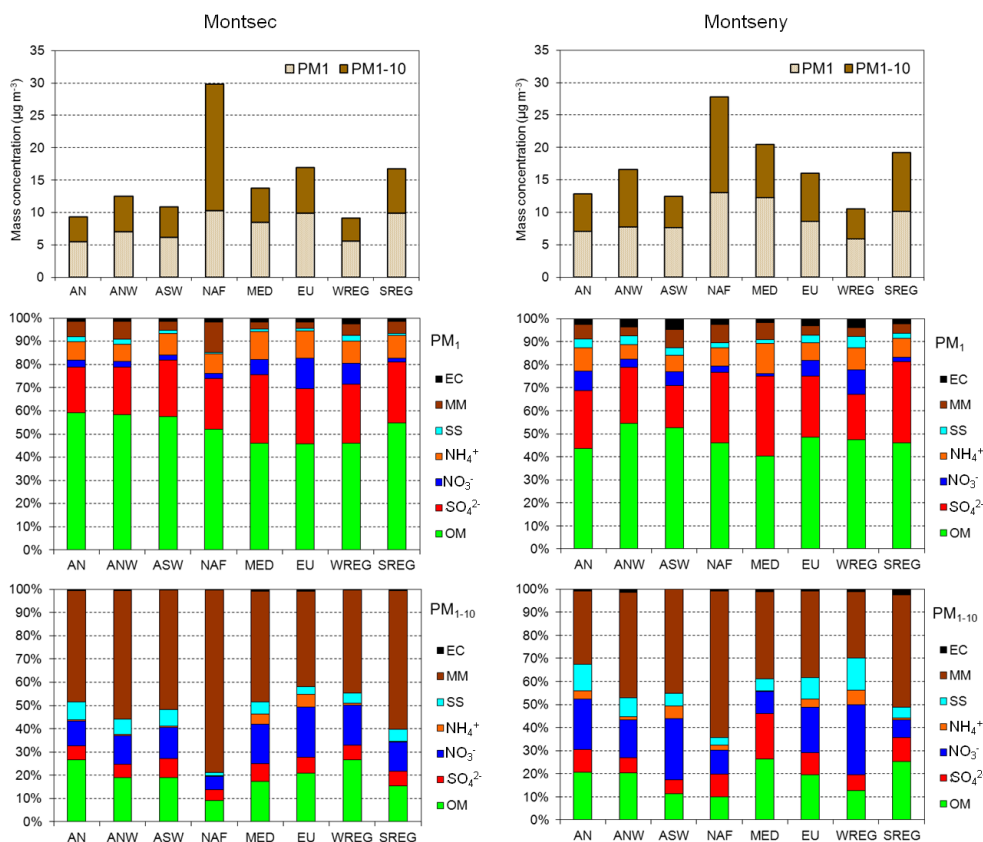 Montsec
Montseny
Mass concentration (µg m⁻³)
35
30
25
20
15
10
5
0
PM1 PM1-10
AN ANW ASW NAF MED EU WREG SREG
Mass concentration (µg m⁻³)
35
30
25
20
15
10
5
0
PM1 PM1-10
AN ANW ASW NAF MED EU WREG SREG
100%
90%
80%
70%
60%
50%
40%
30%
20%
10%
0%
AN ANW ASW NAF MED EU WREG SREG
PM₁
EC
MM
SS
NH₄⁺
NO₃⁻
SO₄²⁻
OM
100%
90%
80%
70%
60%
50%
40%
30%
20%
10%
0%
AN ANW ASW NAF MED EU WREG SREG
PM₁
EC
MM
SS
NH₄⁺
NO₃⁻
SO₄²⁻
OM
100%
90%
80%
70%
60%
50%
40%
30%
20%
10%
0%
AN ANW ASW NAF MED EU WREG SREG
PM₁₋₁₀
EC
MM
SS
NH₄⁺
NO₃⁻
SO₄²⁻
OM
100%
90%
80%
70%
60%
50%
40%
30%
20%
10%
0%
AN ANW ASW NAF MED EU WREG SREG
PM₁₋₁₀
EC
MM
SS
NH₄⁺
NO₃⁻
SO₄²
OM